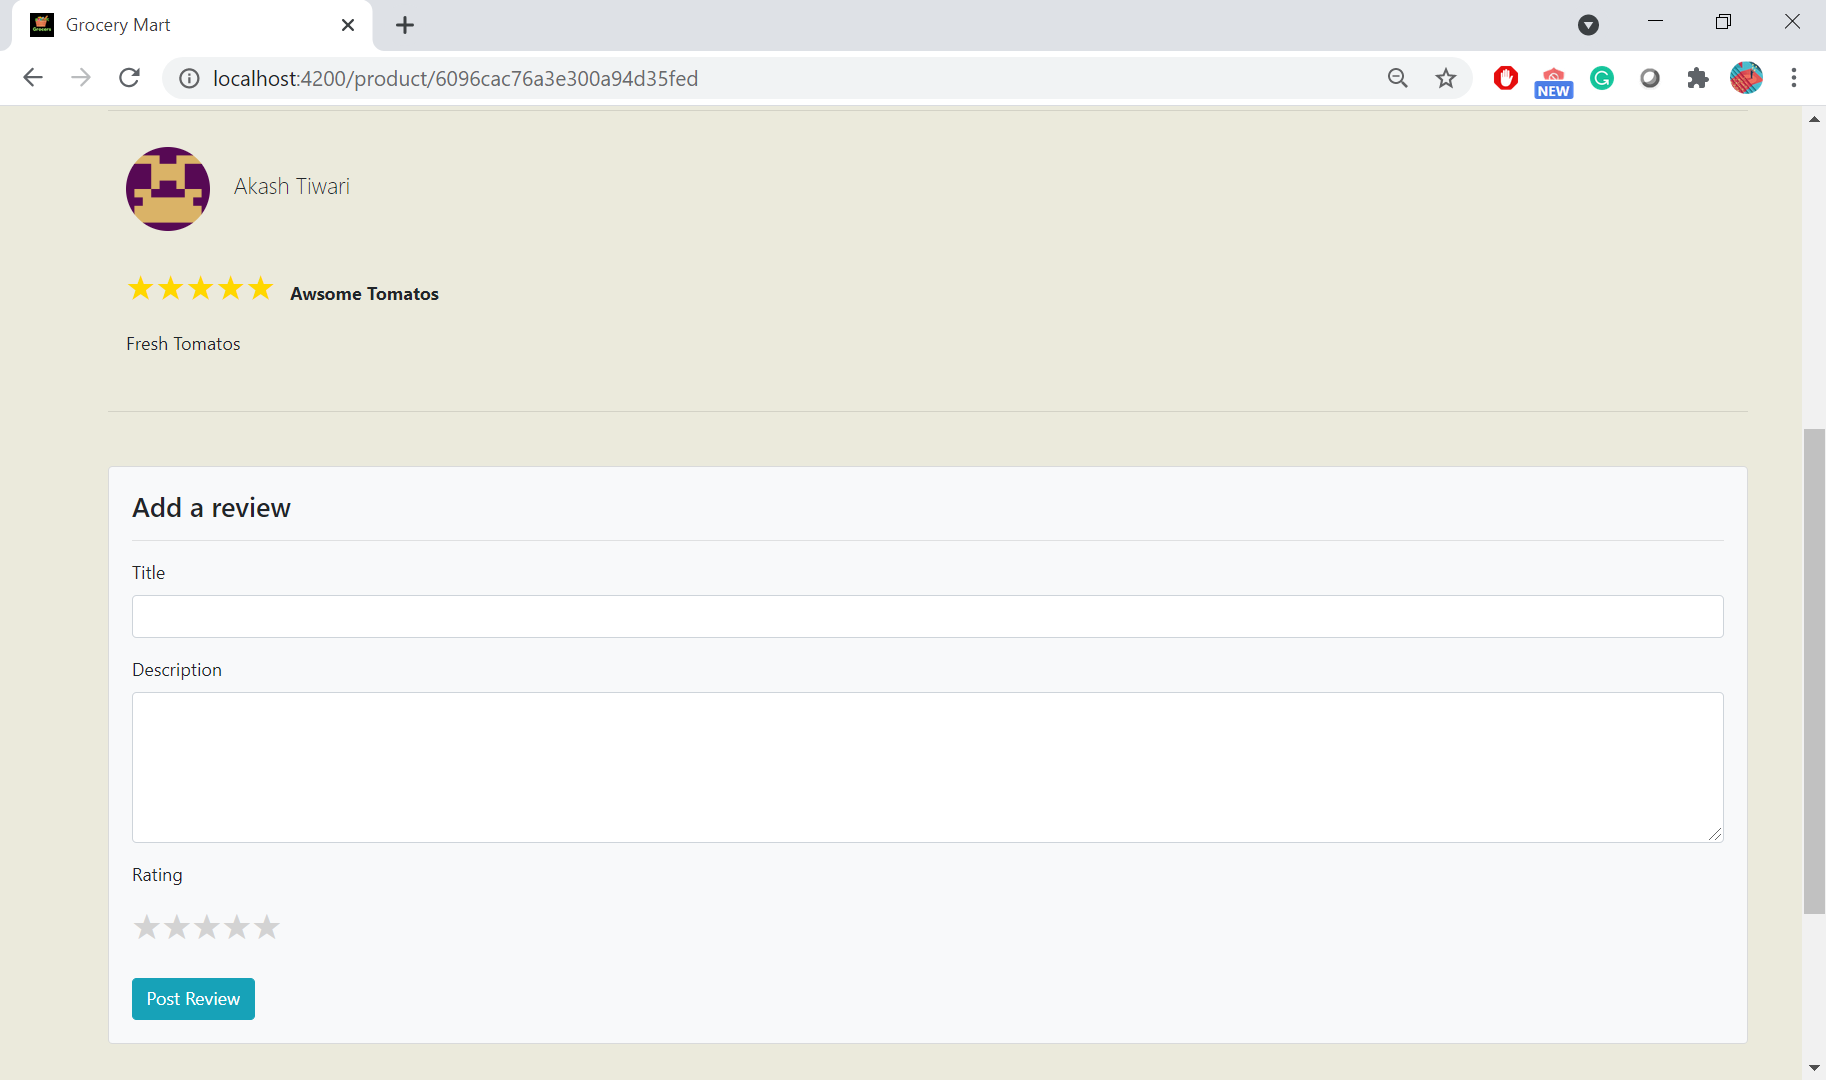 Grocery Mart
localhost:4200/product/6096cac76a3e300a94d35fed
NEW
Akash Tiwari
Awsome Tomatos
Fresh Tomatos
Add a review
Title
Description
Rating
Post Review